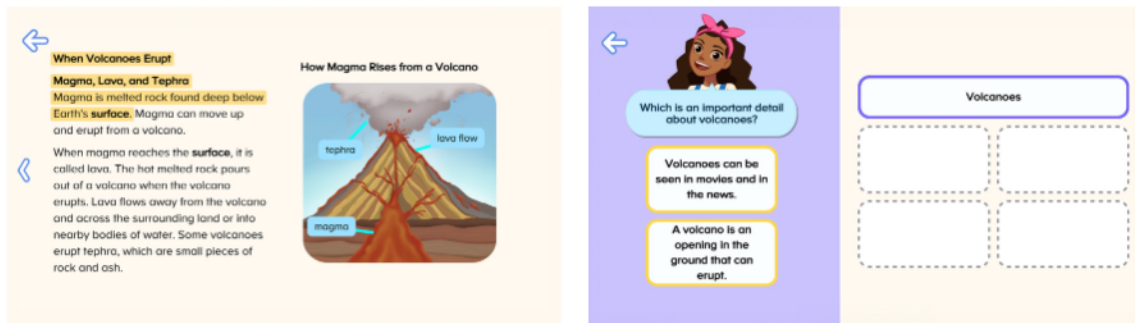 When Volcanoes Erupt
Magma, Lava, and Tephra
Magma is melted rock found deep below
Earth's surface. Magma can move up
and erupt from a volcano.
When magma reaches the surface, it is
called lava. The hot melted rock pours
out of a volcano when the volcano
erupts. Lava flows away from the volcano
and across the surrounding land or into
nearby bodies of water. Some volcanoes
erupt tephra, which are small pieces of
rock and ash.
How Magma Rises from a Volcano
tephra
lava flow
magma
Which is an important detail
about volcanoes?
Volcanoes can be
seen in movies and in
the news.
A volcano is an
opening in the
ground that can
erupt.
Volcanoes